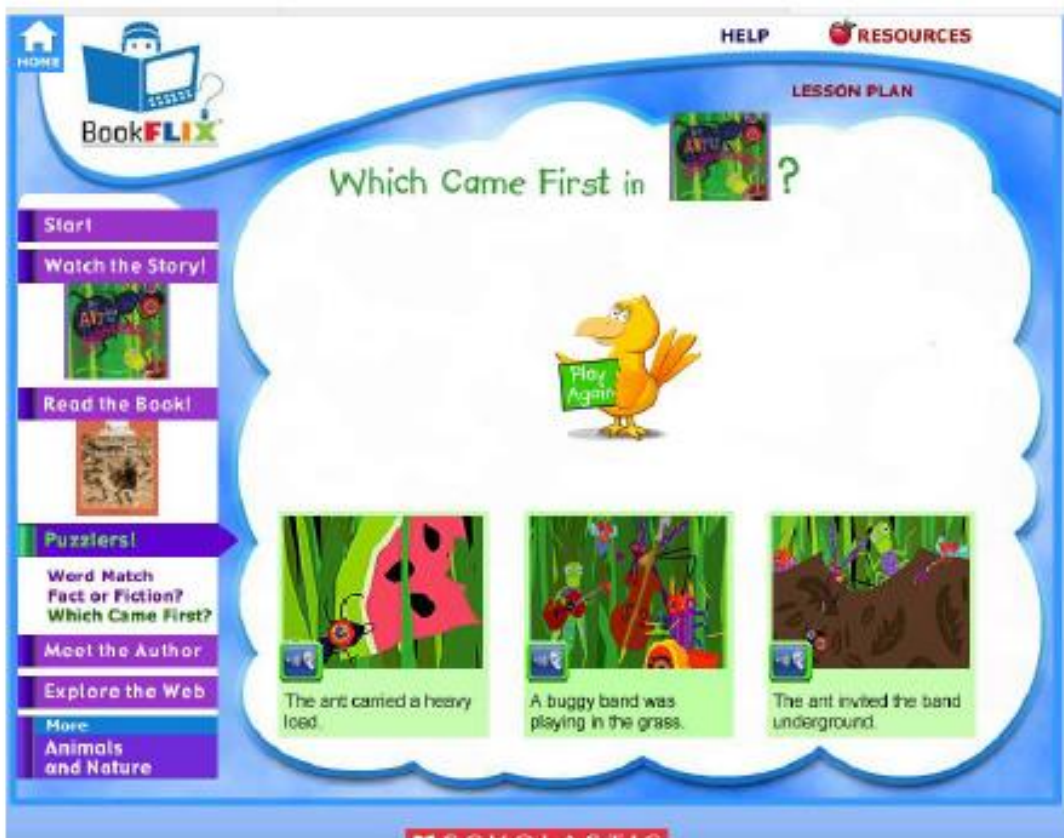 HOME
HELP
RESOURCES
LESSON PLAN
BookFLIX
Which Came First in ?
Start
Watch the Story!
Read the Book!
Puzzlers!
Word Match
Fact or Fiction?
Which Came First?
Meet the Author
Explore the Web
More
Animals
and Nature
Play
Again
The ant carried a heavy
load.
A buggy band was
playing in the grass.
The ant invited the band
underground.